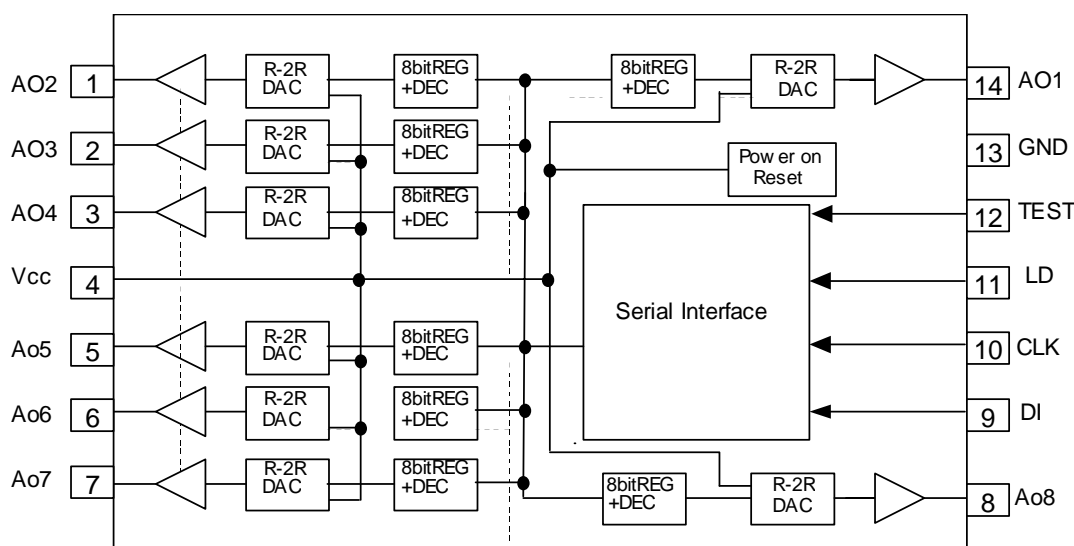 AO2 1 R-2R DAC 8bitREG +DEC 8bitREG +DEC R-2R DAC 14 AO1
AO3 2 R-2R DAC 8bitREG +DEC Power on Reset 13 GND
AO4 3 R-2R DAC 8bitREG +DEC 12 TEST
Vcc 4 Serial Interface 11 LD
Ao5 5 R-2R DAC 8bitREG +DEC 10 CLK
Ao6 6 R-2R DAC 8bitREG +DEC 9 DI
Ao7 7 R-2R DAC 8bitREG +DEC 8bitREG +DEC R-2R DAC 8 Ao8